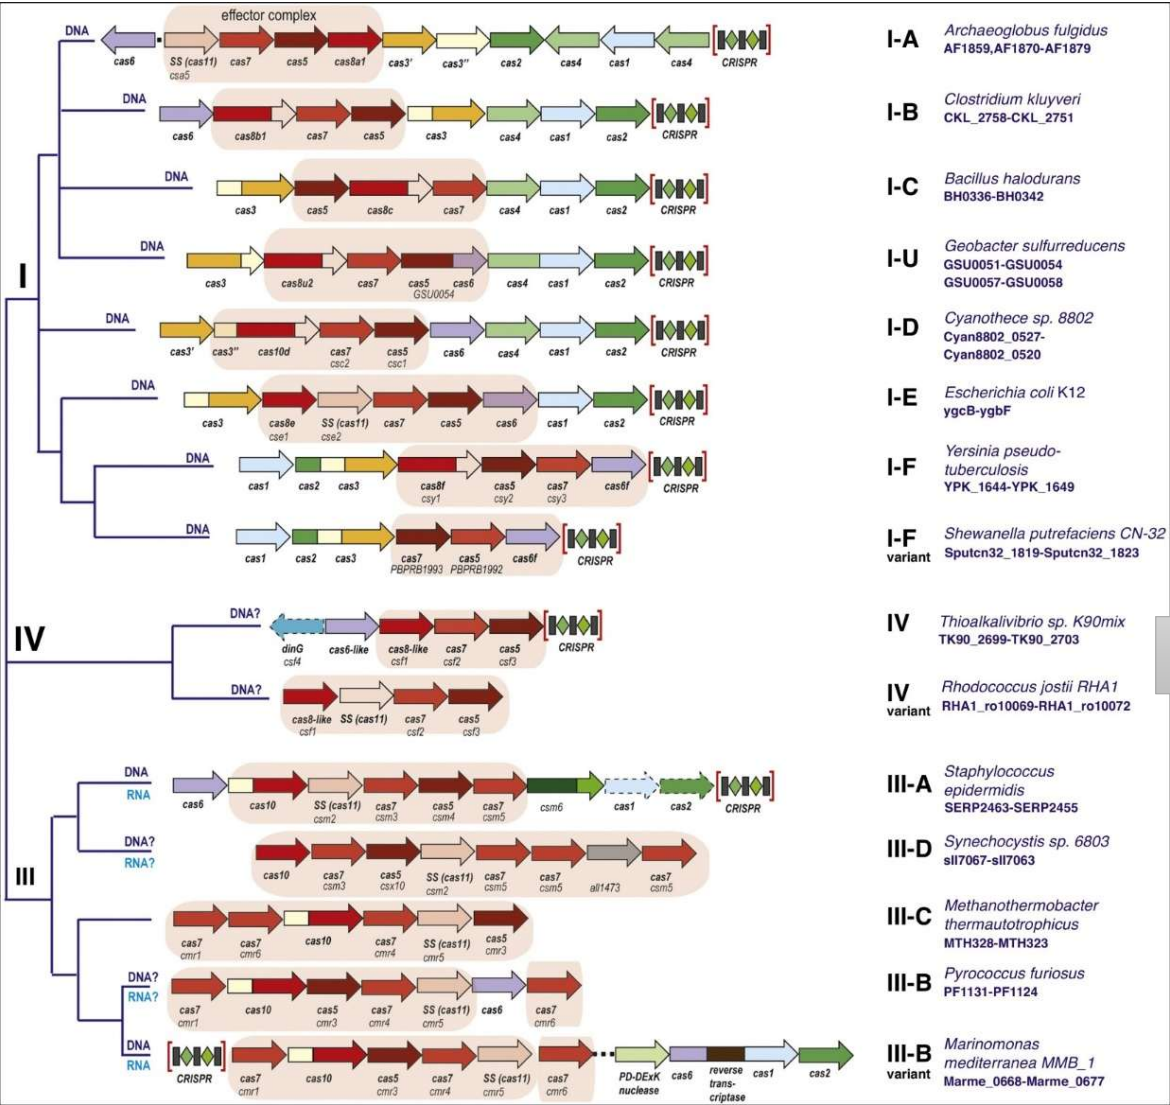 effector complex
DNA
cas6
SS (cas11)
csa5
cas7
cas5
cas8a1
cas3'
cas3''
cas2
cas4
cas1
cas4
CRISPR
I-A
Archaeoglobus fulgidus
AF1859,AF1870-AF1879
DNA
cas6
cas8b1
cas7
cas5
cas3
cas4
cas1
cas2
CRISPR
I-B
Clostridium kluyveri
CKL_2758-CKL_2751
DNA
cas3
cas5
cas8c
cas7
cas4
cas1
cas2
CRISPR
I-C
Bacillus halodurans
BH0336-BH0342
I
DNA
cas3
cas8u2
cas7
cas5
cas6
GSU0054
cas4
cas1
cas2
CRISPR
I-U
Geobacter sulfurreducens
GSU0051-GSU0054
GSU0057-GSU0058
DNA
cas3'
cas3''
cas10d
cas7
csc2
cas5
csc1
cas6
cas4
cas1
cas2
CRISPR
I-D
Cyanothece sp. 8802
Cyan8802_0527-
Cyan8802_0520
DNA
cas3
cas8e
cse1
SS (cas11)
cse2
cas7
cas5
cas6
cas1
cas2
CRISPR
I-E
Escherichia coli K12
ygcB-ygbF
DNA
cas1
cas2
cas3
cas8f
csy1
cas5
csy2
cas7
csy3
cas6f
CRISPR
I-F
Yersinia pseudo-
tuberculosis
YPK_1644-YPK_1649
DNA
cas1
cas2
cas3
cas7
PBPRB1993
cas5
PBPRB1992
cas6f
CRISPR
I-F
variant
Shewanella putrefaciens CN-32
Sputcn32_1819-Sputcn32_1823
IV
DNA?
dinG
csf4
cas6-like
cas8-like
csf1
cas7
csf2
cas5
csf3
CRISPR
IV
Thioalkalivibrio sp. K90mix
TK90_2699-TK90_2703
DNA?
cas8-like
csf1
SS (cas11)
cas7
csf2
cas5
csf3
IV
variant
Rhodococcus jostii RHA1
RHA1_ro10069-RHA1_ro10072
III
DNA
RNA
cas6
cas10
SS (cas11)
csm2
cas7
csm3
cas5
csm4
cas7
csm5
csm6
cas1
cas2
CRISPR
III-A
Staphylococcus
epidermidis
SERP2463-SERP2455
DNA?
RNA?
cas10
cas7
csm3
cas5
csx10
SS (cas11)
csm2
cas7
csm5
cas7
csm5
all1473
cas7
csm5
III-D
Synechocystis sp. 6803
sll7067-sll7063
cas7
cmr1
cas7
cmr6
cas10
cas7
cmr4
SS (cas11)
cmr5
cas5
cmr3
III-C
Methanothermobacter
thermautotrophicus
MTH328-MTH323
DNA?
RNA?
cas7
cmr1
cas10
cas5
cmr3
cas7
cmr4
SS (cas11)
cmr5
cas6
cas7
cmr6
III-B
Pyrococcus furiosus
PF1131-PF1124
DNA
RNA
CRISPR
cas7
cmr1
cas10
cas5
cmr3
cas7
cmr4
SS (cas11)
cmr5
cas7
cmr6
PD-DExK
nuclease
cas6
reverse
trans-
criptase
cas1
cas2
III-B
variant
Marinomonas
mediterranea MMB_1
Marme_0668-Marme_0677